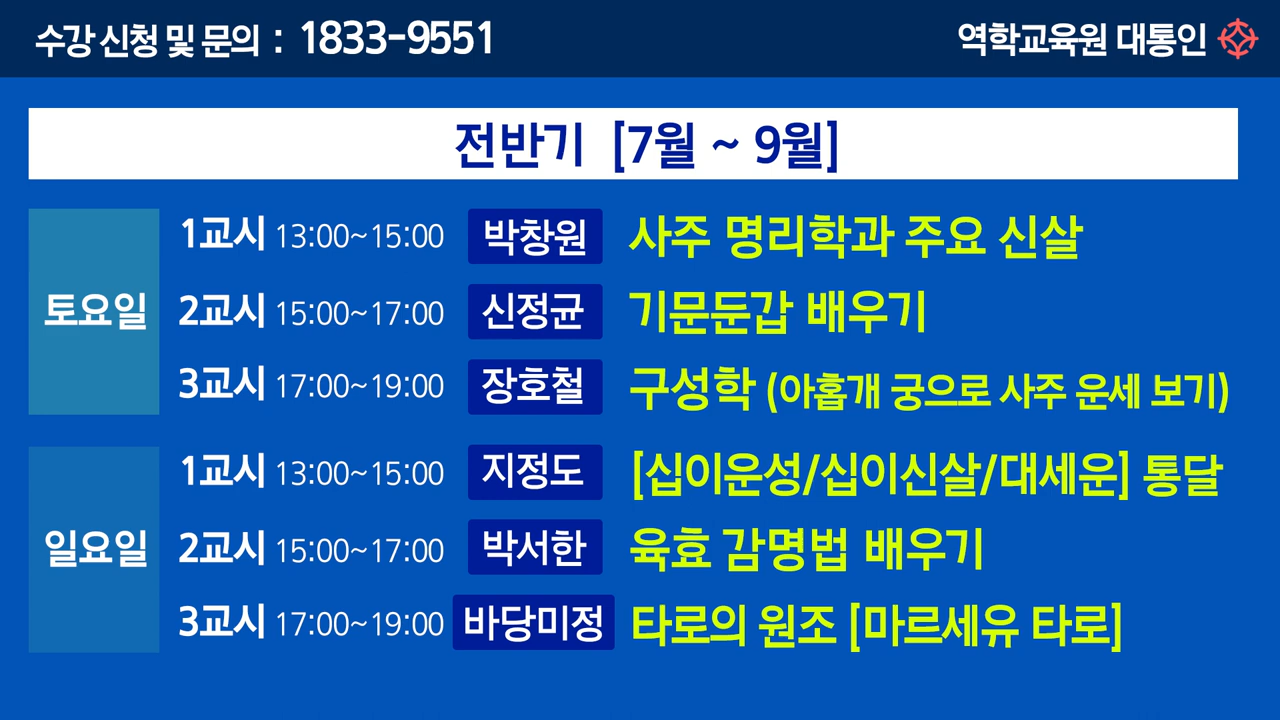 수강 신청 및 문의 : 1833-9551
역학교육원 대통인
전반기 [7월 ~ 9월]
토요일
1교시 13:00~15:00 박창원 사주 명리학과 주요 신살
2교시 15:00~17:00 신정균 기문둔갑 배우기
3교시 17:00~19:00 장호철 구성학 (아홉개 궁으로 사주 운세 보기)
일요일
1교시 13:00~15:00 지정도 [십이운성/십이신살/대세운] 통달
2교시 15:00~17:00 박서한 육효 감명법 배우기
3교시 17:00~19:00 바당미정 타로의 원조 [마르세유 타로]